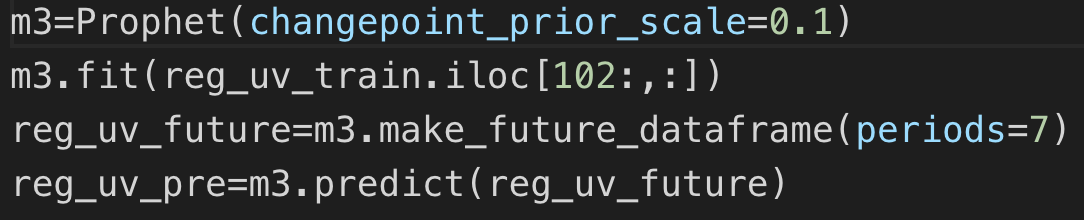 m3=Prophet(changepoint_prior_scale=0.1)
m3.fit(reg_uv_train.iloc[102:,:])
reg_uv_future=m3.make_future_dataframe(periods=7)
reg_uv_pre=m3.predict(reg_uv_future)